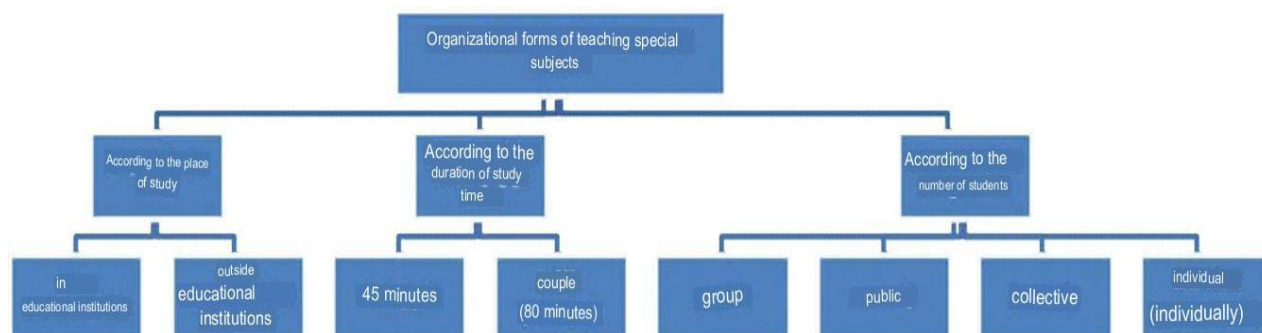 Organizational forms of teaching special
subjects
According to the place
of study
According to the
duration of study
time
According to the
number of students
in
educational institutions
outside
educational
institutions
45 minutes
couple
(80 minutes)
group
public
collective
individual
(individually)